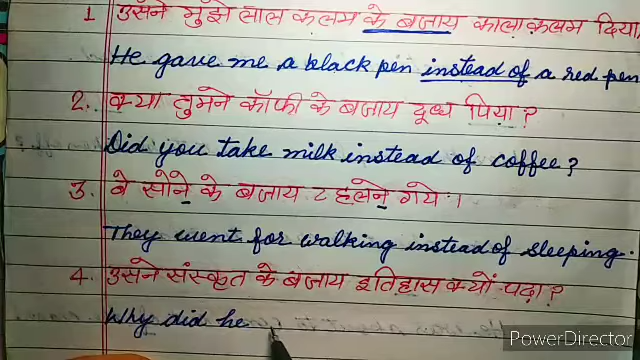 1 उसने मुझे लाल कलम के बजाय काला क़लम दिया,
He gave me a black pen instead of a red pen
2. क्या तुमने कॉफी के बजाय दूध पिया?
Did you take milk instead of coffee?
3. वे सोने के बजाय टहलने गये।
They went for walking instead of sleeping.
4. उसने संस्कृत के बजाय इतिहास क्यों पढ़ा?
Why did he
PowerDirector